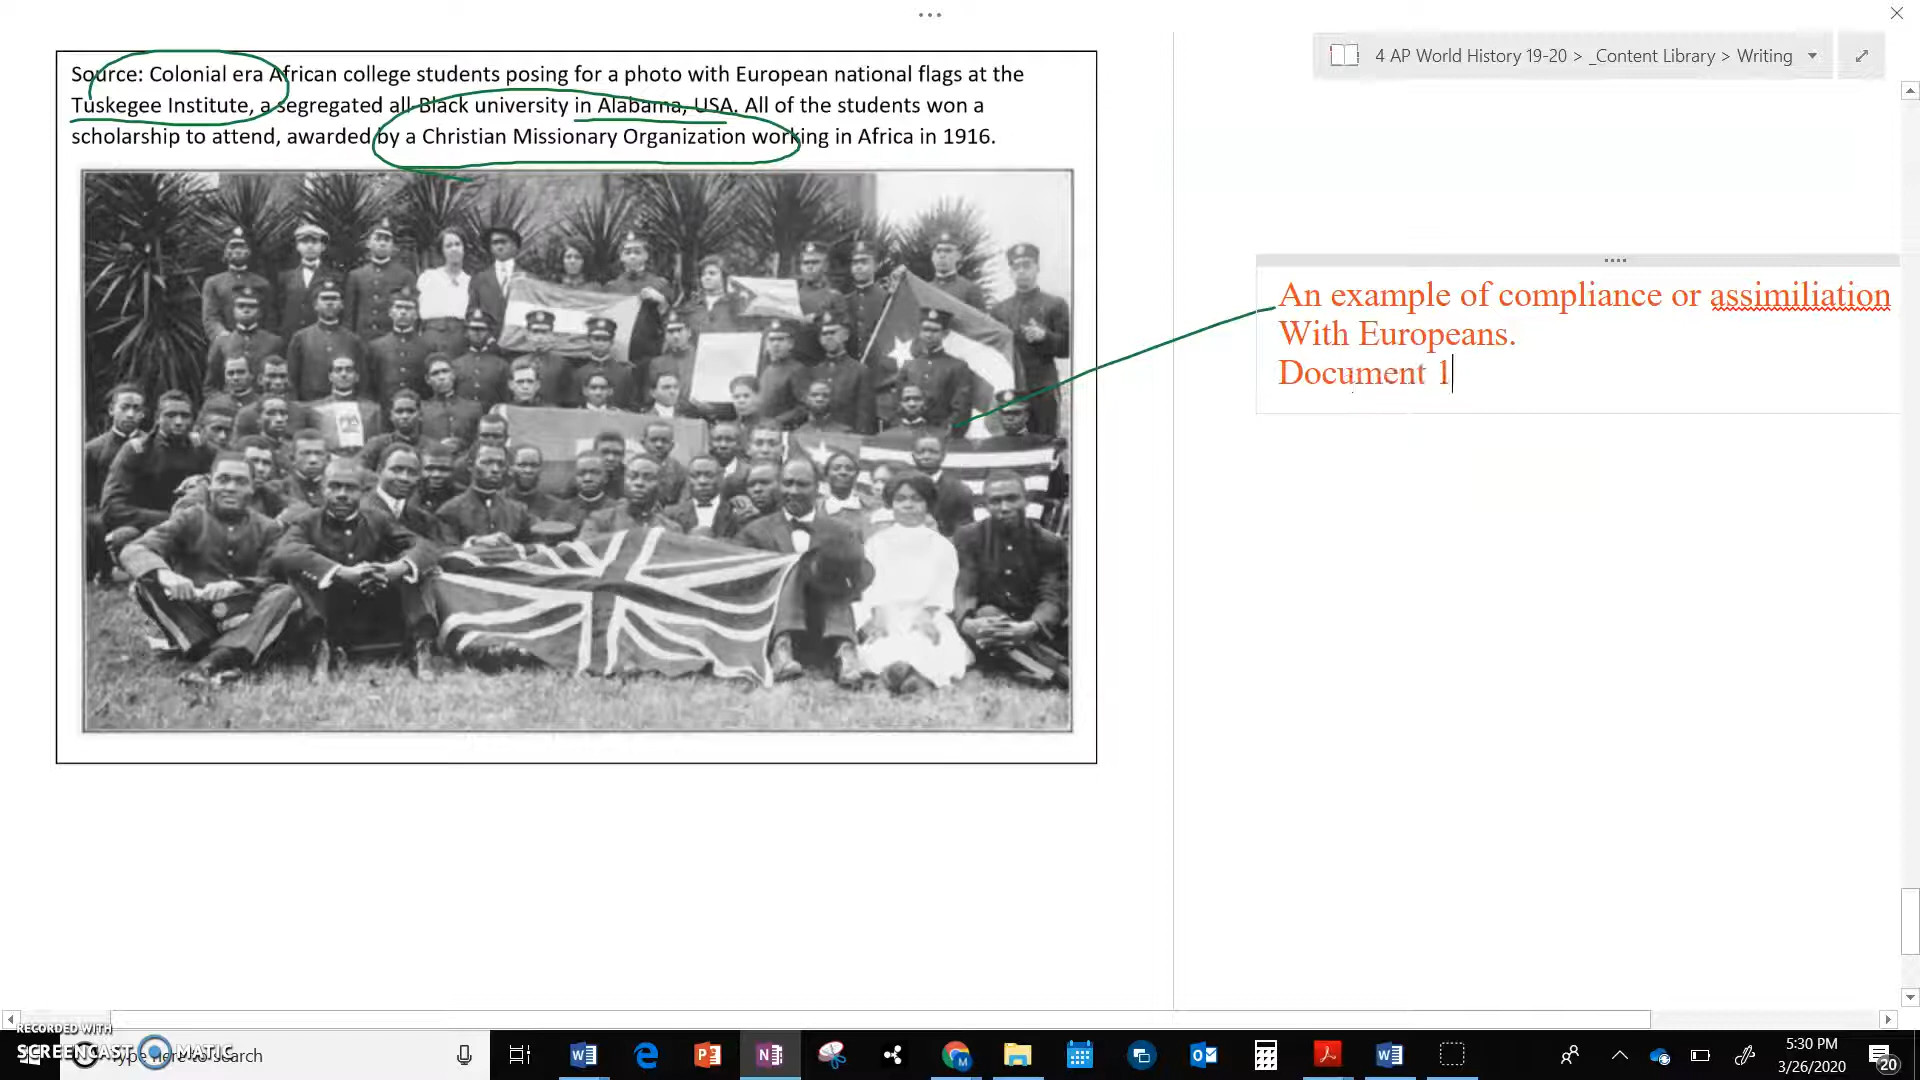 4 AP World History 19-20 > _Content Library > Writing
Source: Colonial era African college students posing for a photo with European national flags at the
Tuskegee Institute, a segregated all Black university in Alabama, USA. All of the students won a
scholarship to attend, awarded by a Christian Missionary Organization working in Africa in 1916.
An example of compliance or assimiliation
With Europeans.
Document 1
RECORDED WITH
SCREENCAST MATIC
Type here to search
5:30 PM
3/26/2020
20